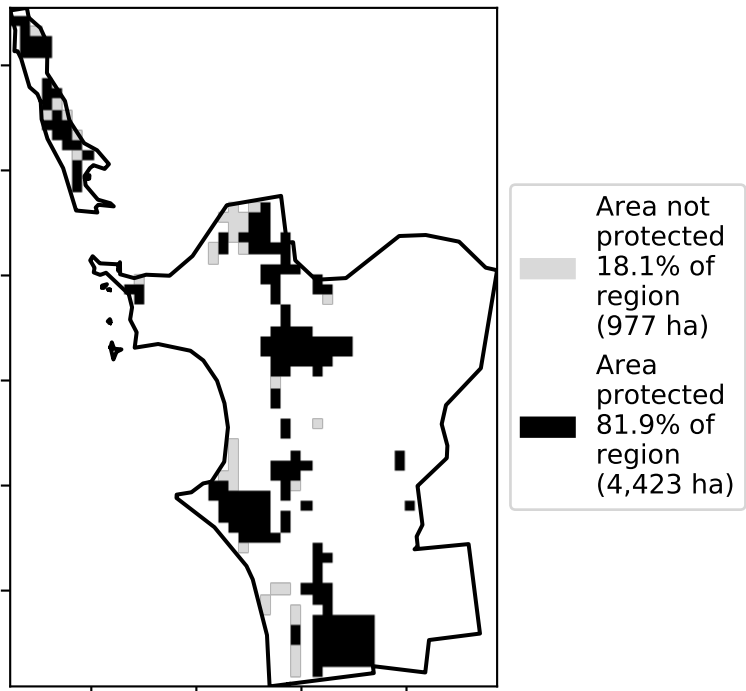 Area not
protected
18.1% of
region
(977 ha)
Area
protected
81.9% of
region
(4,423 ha)